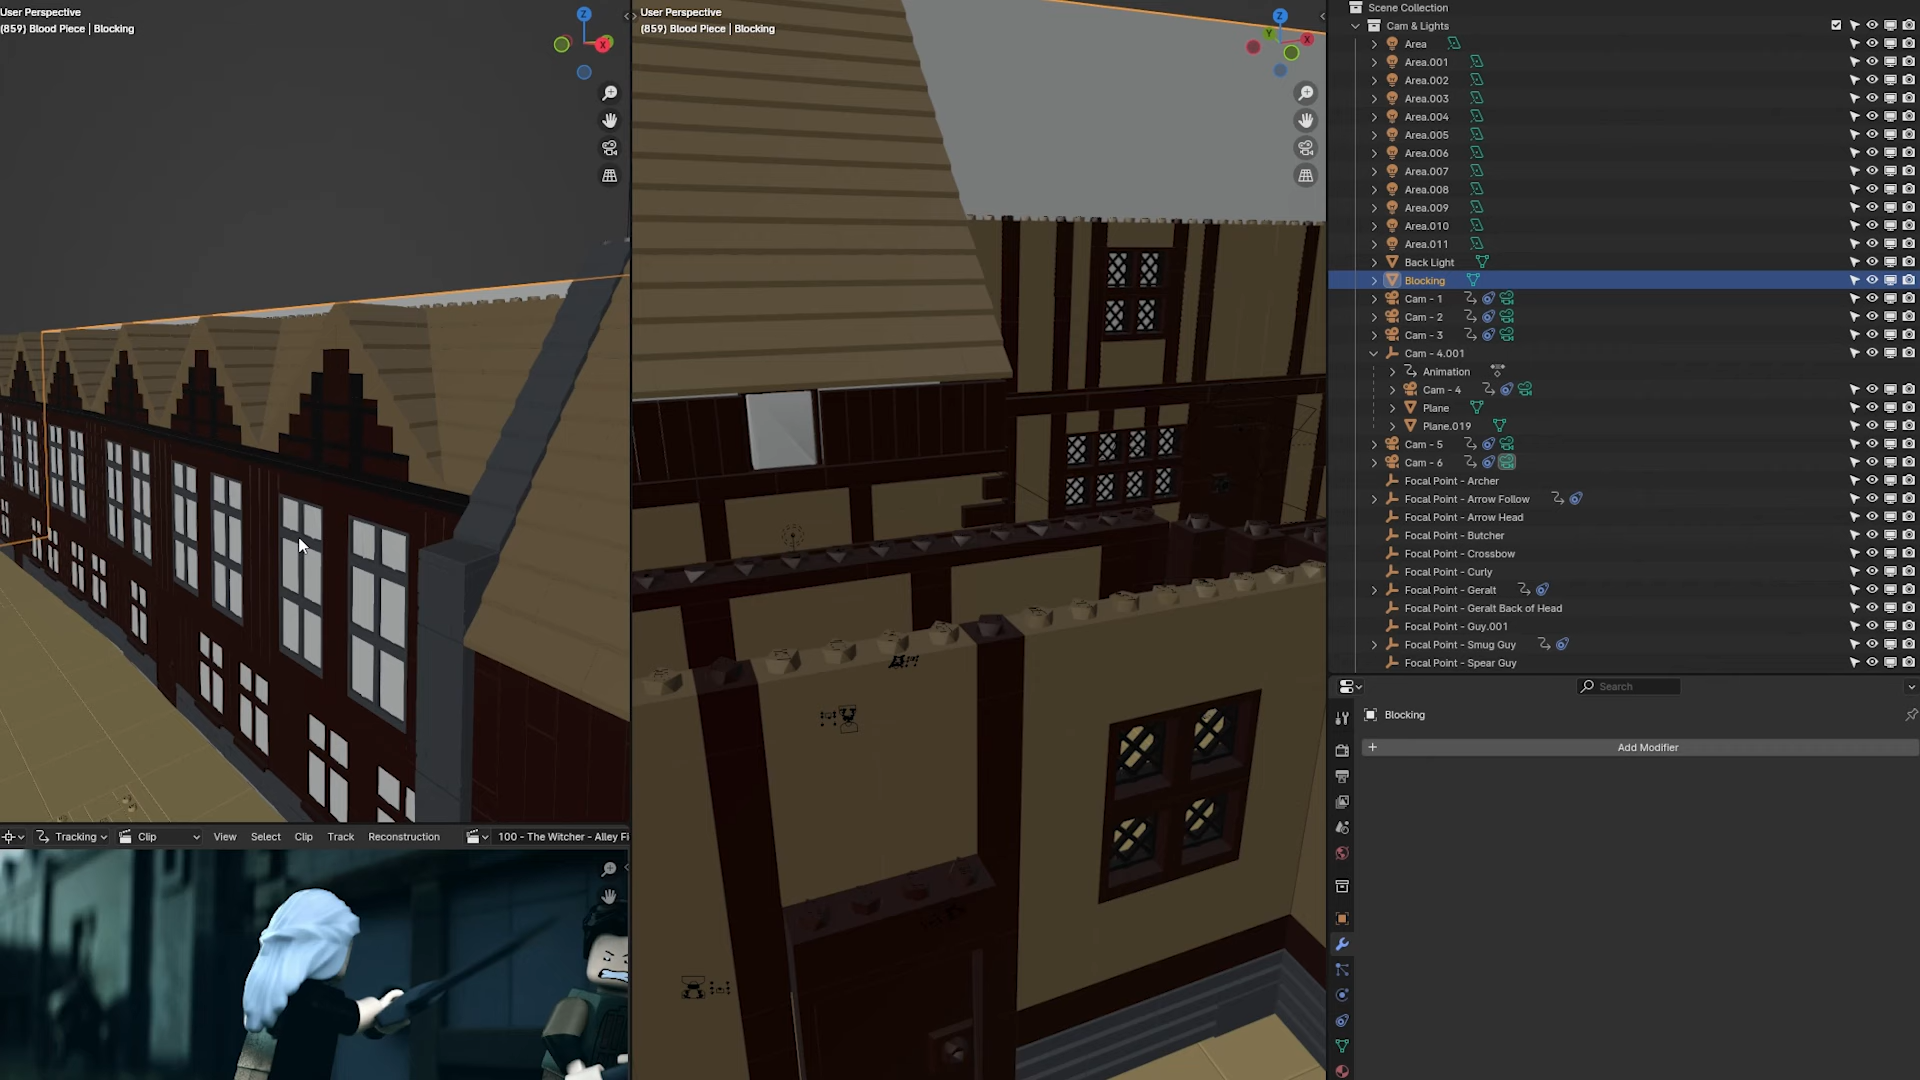 User Perspective
(859) Blood Piece | Blocking
Z
X
User Perspective
(859) Blood Piece | Blocking
Z
Y
X
Tracking
Clip
View
Select
Clip
Track
Reconstruction
100 - The Witcher - Alley Fi
Scene Collection
Cam & Lights
Area
Area.001
Area.002
Area.003
Area.004
Area.005
Area.006
Area.007
Area.008
Area.009
Area.010
Area.011
Back Light
Blocking
Cam - 1
Cam - 2
Cam - 3
Cam - 4.001
Animation
Cam - 4
Plane
Plane.019
Cam - 5
Cam - 6
Focal Point - Archer
Focal Point - Arrow Follow
Focal Point - Arrow Head
Focal Point - Butcher
Focal Point - Crossbow
Focal Point - Curly
Focal Point - Geralt
Focal Point - Geralt Back of Head
Focal Point - Guy.001
Focal Point - Smug Guy
Focal Point - Spear Guy
Search
Blocking
+ Add Modifier